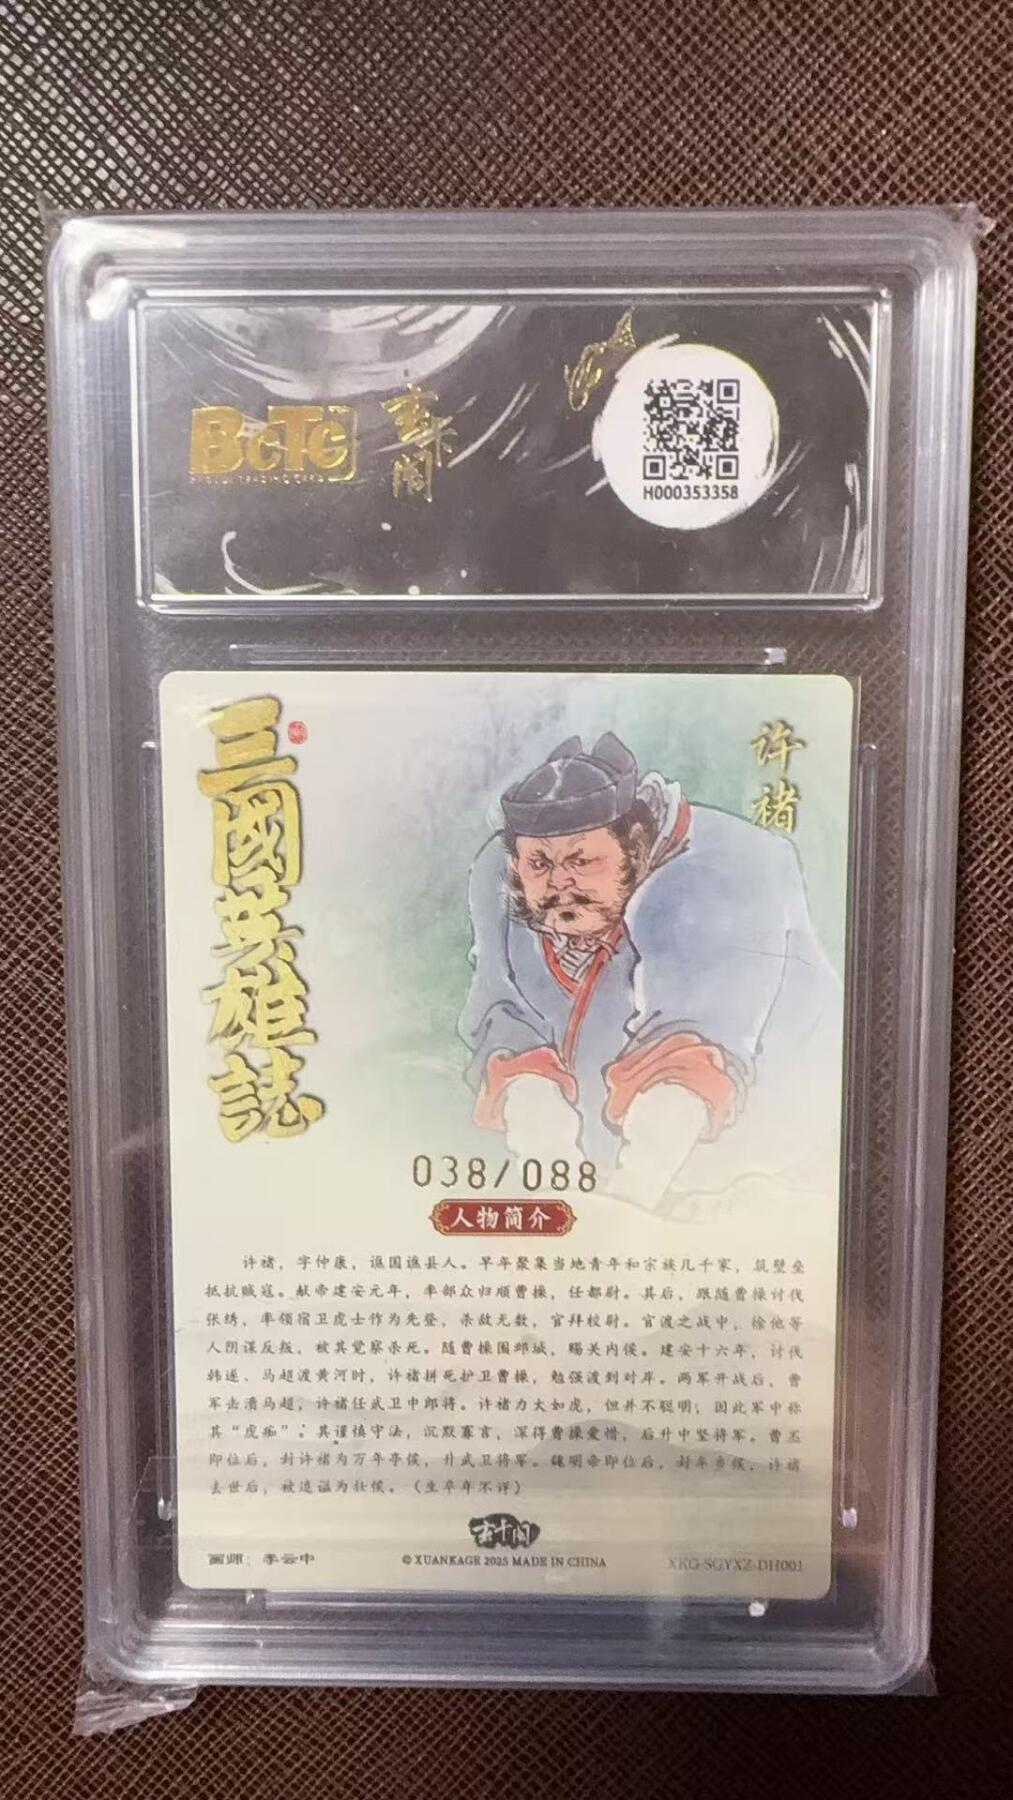 BCTC
玄卡阁
H000353358
三國英雄誌
许褚
038/088
人物简介
许褚，字仲康，谯国谯县人。早年聚集当地青年和宗族几千家，筑壁垒
抵抗贼寇。献帝建安元年，率部众归顺曹操，任都尉。其后，跟随曹操讨伐
张绣，率领宿卫虎士作为先登，杀敌无数，官拜校尉。官渡之战中，徐他等
人阴谋反叛，被其觉察杀死。随曹操围邺城，赐关内侯。建安十六年，讨伐
韩遂、马超渡黄河时，许褚拼死护卫曹操，勉强渡到对岸。两军开战后，曹
军击溃马超，许褚任武卫中郎将。许褚力大如虎，但并不聪明，因此军中称
其“虎痴”。其谨慎守法，沉默寡言，深得曹操爱惜，后升中坚将军。曹丕
即位后，封许褚为万年亭侯，升武卫将军。魏明帝即位后，封牟乡侯。许褚
去世后，被追谥为壮侯。（生卒年不详）
玄卡阁
画师：李云中
© XUANKAGE 2025 MADE IN CHINA
XKG-SGYXZ-DH001